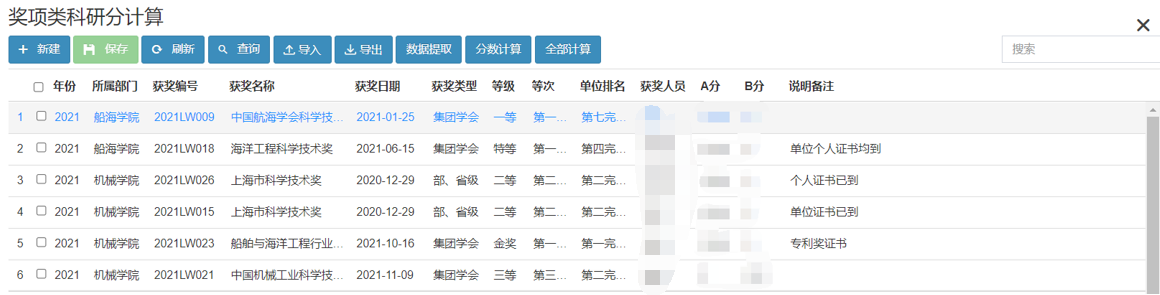 奖项类科研分计算
新建 保存 刷新 查询 导入 导出 数据提取 分数计算 全部计算 搜索
年份 所属部门 获奖编号 获奖名称 获奖日期 获奖类型 等级 等次 单位排名 获奖人员 A分 B分 说明备注
1 2021 船海学院 2021LW009 中国航海学会科学技... 2021-01-25 集团学会 一等 第一... 第七完...
2 2021 船海学院 2021LW018 海洋工程科学技术奖 2021-06-15 集团学会 特等 第一... 第四完... 单位个人证书均到
3 2021 机械学院 2021LW026 上海市科学技术奖 2020-12-29 部、省级 二等 第二... 第二完... 个人证书已到
4 2021 机械学院 2021LW015 上海市科学技术奖 2020-12-29 部、省级 二等 第二... 第二完... 单位证书已到
5 2021 机械学院 2021LW023 船舶与海洋工程行业... 2021-10-16 集团学会 金奖 第一... 第一完... 专利奖证书
6 2021 机械学院 2021LW021 中国机械工业科学技... 2021-11-09 集团学会 三等 第三... 第二完...